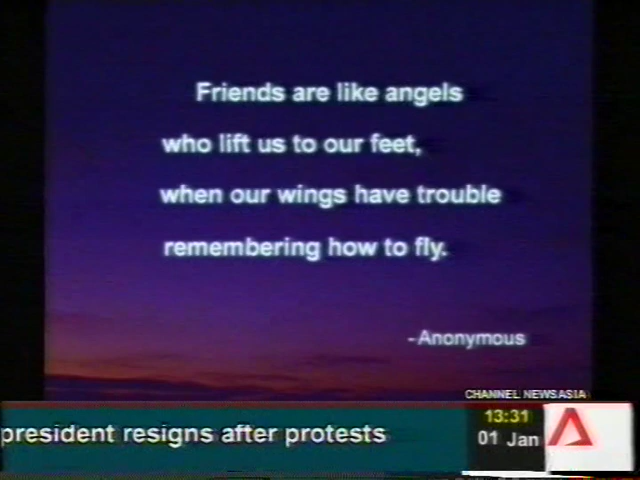 Friends are like angels
who lift us to our feet,
when our wings have trouble
remembering how to fly.
-Anonymous
CHANNEL NEWSASIA
president resigns after protests
13:31
01 Jan